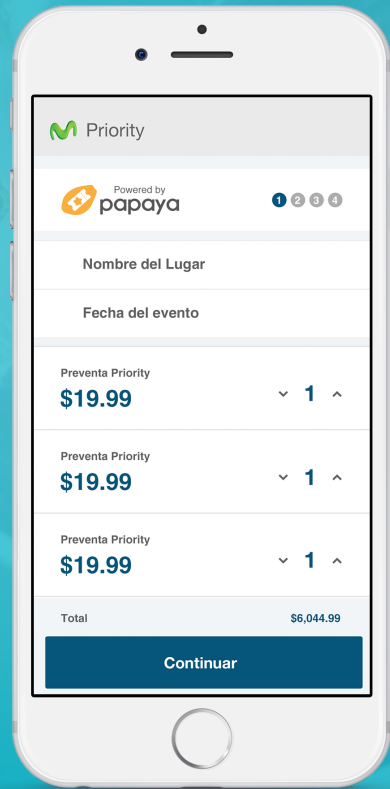 Priority
Powered by
papaya
1 2 3 4
Nombre del Lugar
Fecha del evento
Preventa Priority
$19.99
1
Preventa Priority
$19.99
1
Preventa Priority
$19.99
1
Total
$6,044.99
Continuar